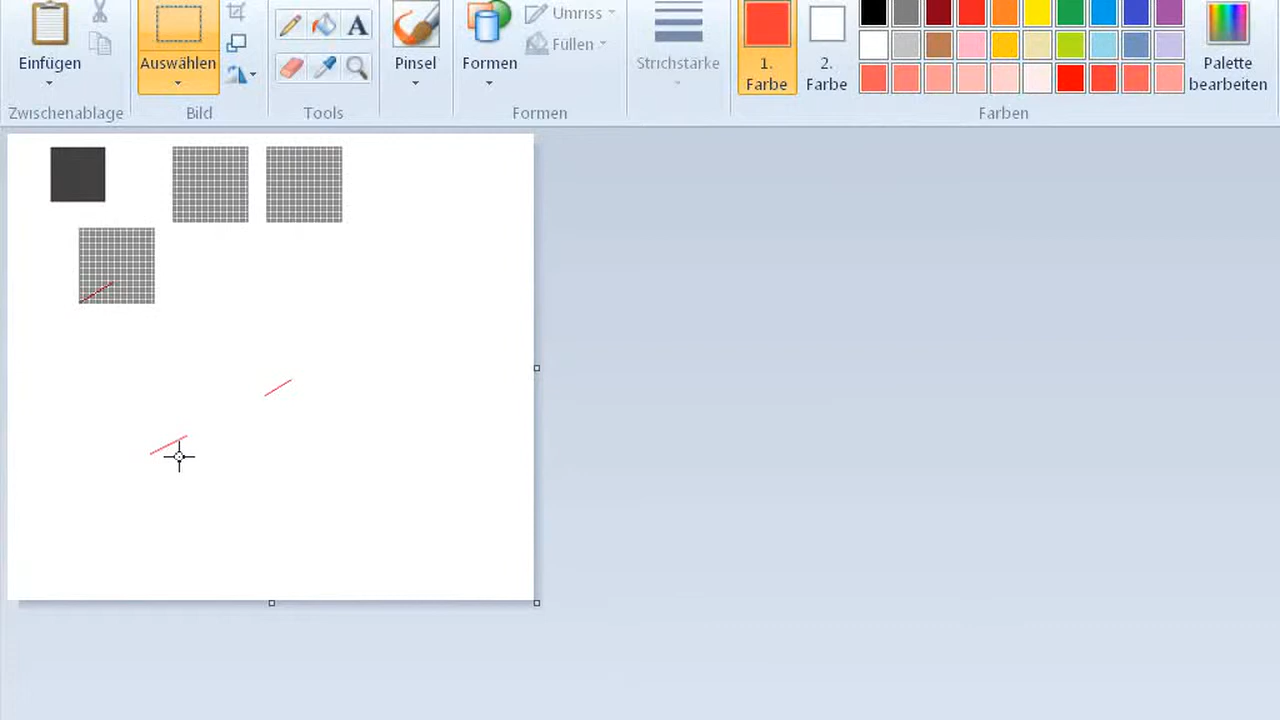 Einfügen
Auswählen
A
Pinsel
Formen
Umriss
Füllen
Strichstärke
1.
Farbe
2.
Farbe
Palette
bearbeiten
Zwischenablage
Bild
Tools
Formen
Farben